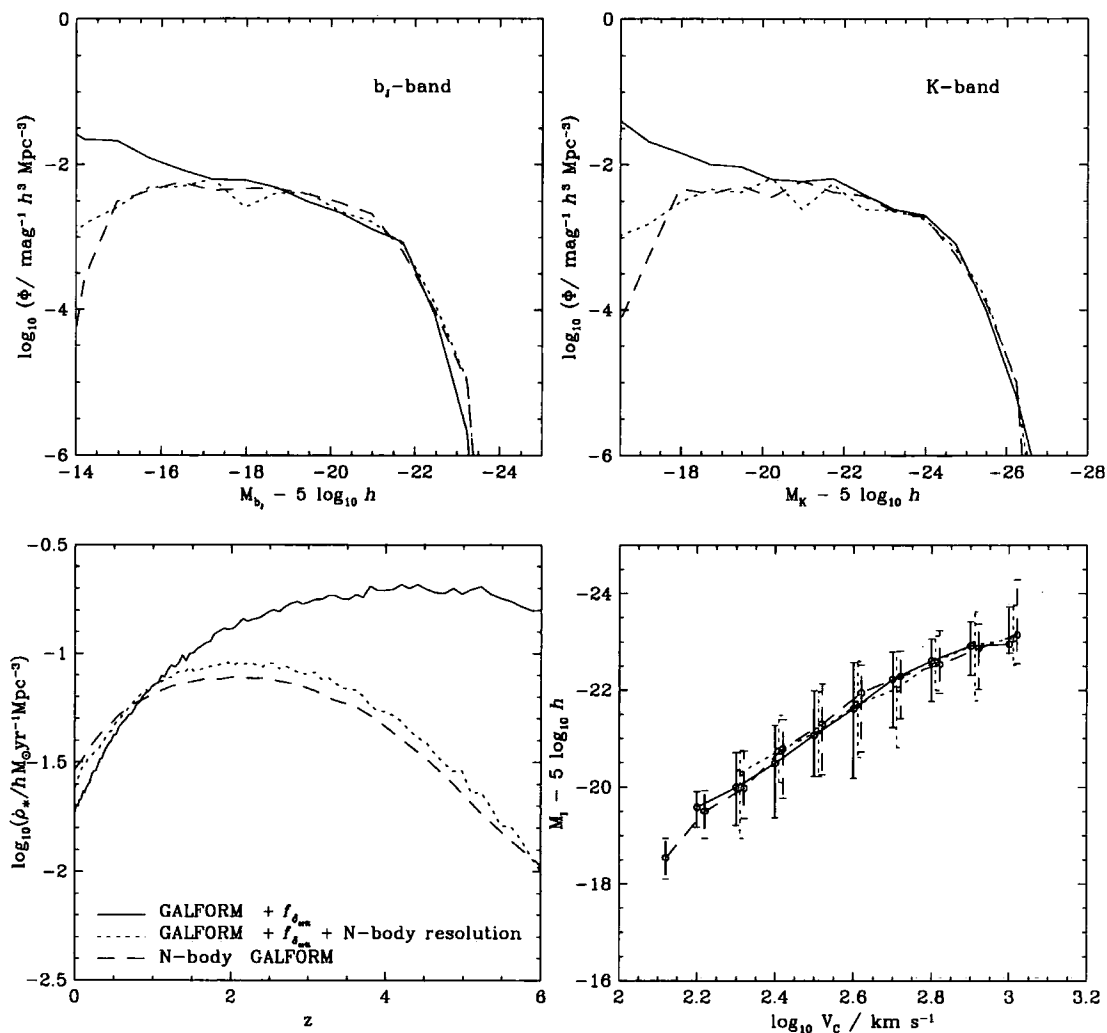 0
-2
-4
-6
log₁₀ (Φ/ mag⁻¹ h³ Mpc⁻³)
b_J-band
-14 -16 -18 -20 -22 -24
M_{b_J} - 5 log₁₀ h
0
-2
-4
-6
log₁₀ (Φ/ mag⁻¹ h³ Mpc⁻³)
K-band
-18 -20 -22 -24 -26 -28
M_K - 5 log₁₀ h
-0.5
-1
-1.5
-2
-2.5
log₁₀(ρ̇_*/hM_⊙yr⁻¹Mpc⁻³)
GALFORM +
GALFORM + + N-body resolution
N-body GALFORM
0 2 4 6
z
-24
-22
-20
-18
-16
M_I - 5 log₁₀ h
2 2.2 2.4 2.6 2.8 3 3.2
log₁₀ V_C / km s⁻¹